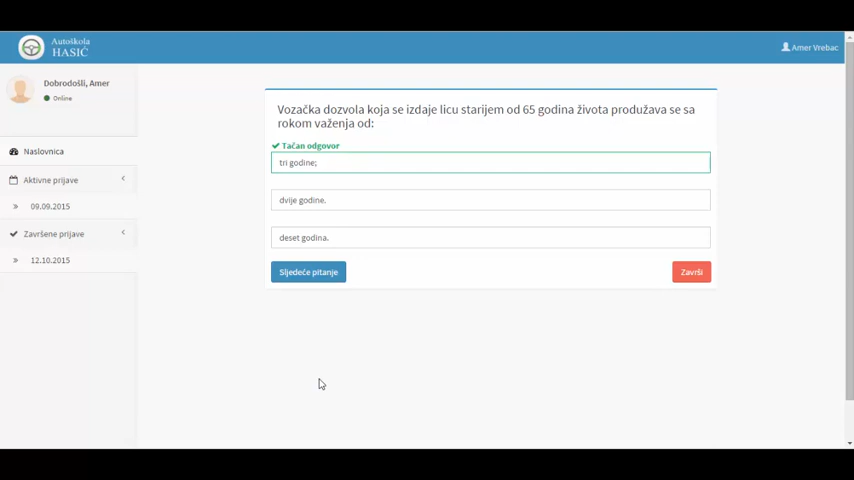 Autoškola
HASIĆ
Amer Vrebac
Dobrodošli, Amer
Online
Naslovnica
Aktivne prijave
09.09.2015
Završene prijave
12.10.2015
Vozačka dozvola koja se izdaje licu starijem od 65 godina života produžava se sa
rokom važenja od:
Tačan odgovor
tri godine;
dvije godine.
deset godina.
Sljedeće pitanje
Završi